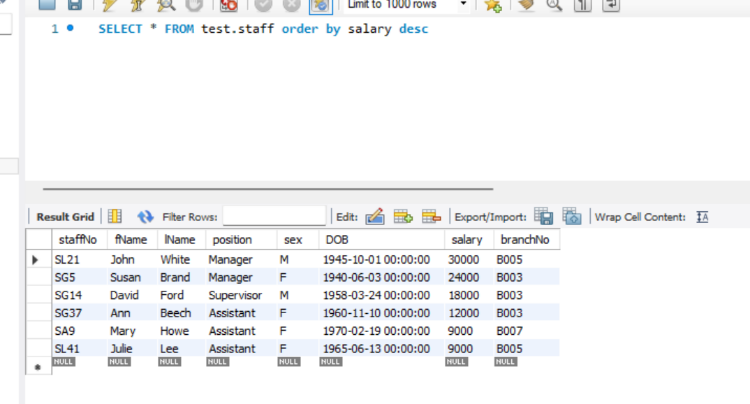 Limit to 1000 rows
1 SELECT * FROM test.staff order by salary desc
Result Grid Filter Rows: Edit: Export/Import: Wrap Cell Content:
staffNo fName lName position sex DOB salary branchNo
SL21 John White Manager M 1945-10-01 00:00:00 30000 B005
SG5 Susan Brand Manager F 1940-06-03 00:00:00 24000 B003
SG14 David Ford Supervisor M 1958-03-24 00:00:00 18000 B003
SG37 Ann Beech Assistant F 1960-11-10 00:00:00 12000 B003
SA9 Mary Howe Assistant F 1970-02-19 00:00:00 9000 B007
SL41 Julie Lee Assistant F 1965-06-13 00:00:00 9000 B005
NULL NULL NULL NULL NULL NULL NULL NULL